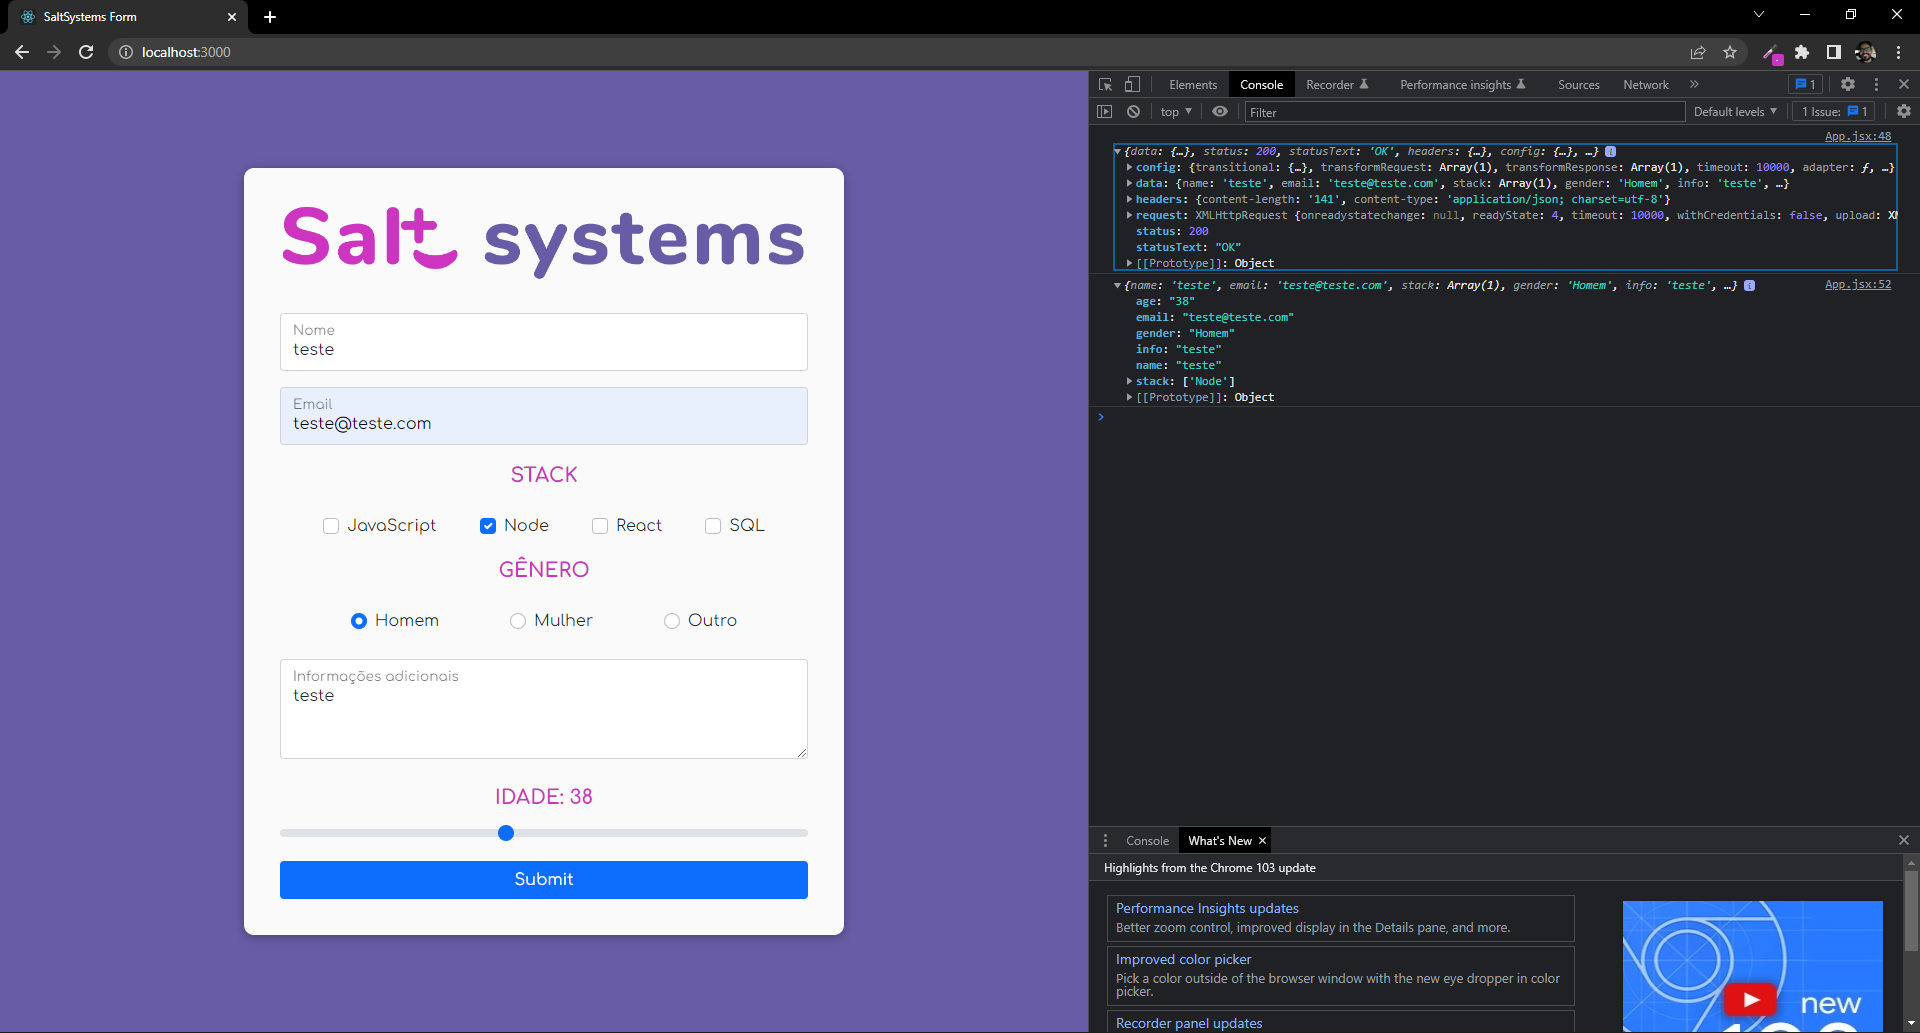 SaltSystems Form
localhost:3000
Salt systems
Nome
teste
Email
teste@teste.com
STACK
JavaScript Node React SQL
GÊNERO
Homem Mulher Outro
Informações adicionais
teste
IDADE: 38
Submit
Elements Console Recorder Performance insights Sources Network » 1
top Filter Default levels 1 Issue: 1
App.jsx:48
{data: {…}, status: 200, statusText: 'OK', headers: {…}, config: {…}, …}
config: {transitional: {…}, transformRequest: Array(1), transformResponse: Array(1), timeout: 10000, adapter: ƒ, …}
data: {name: 'teste', email: 'teste@teste.com', stack: Array(1), gender: 'Homem', info: 'teste', …}
headers: {content-length: '141', content-type: 'application/json; charset=utf-8'}
request: XMLHttpRequest {onreadystatechange: null, readyState: 4, timeout: 10000, withCredentials: false, upload: XM
status: 200
statusText: "OK"
[[Prototype]]: Object
{name: 'teste', email: 'teste@teste.com', stack: Array(1), gender: 'Homem', info: 'teste', …} App.jsx:52
age: "38"
email: "teste@teste.com"
gender: "Homem"
info: "teste"
name: "teste"
stack: ['Node']
[[Prototype]]: Object
Console What's New
Highlights from the Chrome 103 update
Performance Insights updates
Better zoom control, improved display in the Details pane, and more.
Improved color picker
Pick a color outside of the browser window with the new eye dropper in color
picker.
Recorder panel updates
new